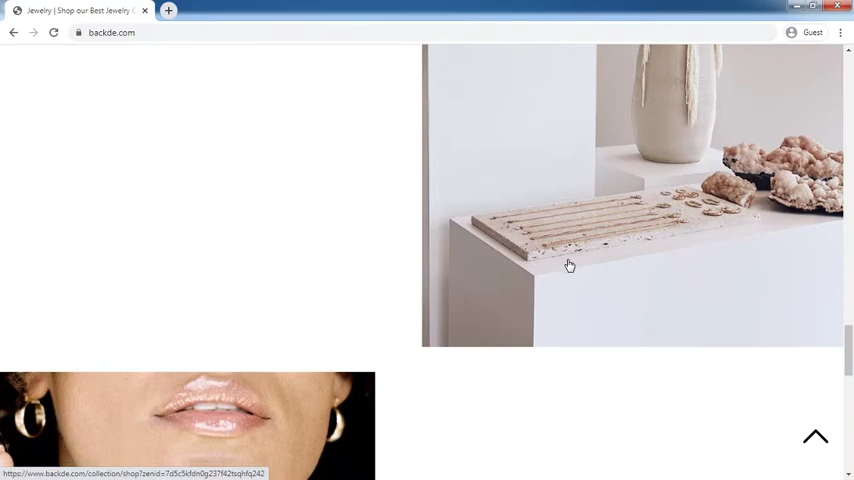 Jewelry | Shop our Best Jewelry C
backde.com
Guest
https://www.backde.com/collection/shop?zenid=7d5c5kfdn0g237f42tsqhfq242